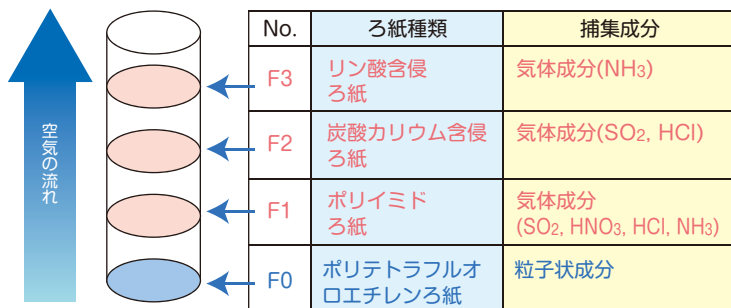 空気の流れ
No. ろ紙種類 捕集成分
F3 リン酸含侵 気体成分(NH₃)
ろ紙
F2 炭酸カリウム含侵 気体成分(SO₂, HCl)
ろ紙
F1 ポリイミド 気体成分
ろ紙 (SO₂, HNO₃, HCl, NH₃)
F0 ポリテトラフルオ 粒子状成分
ロエチレンろ紙